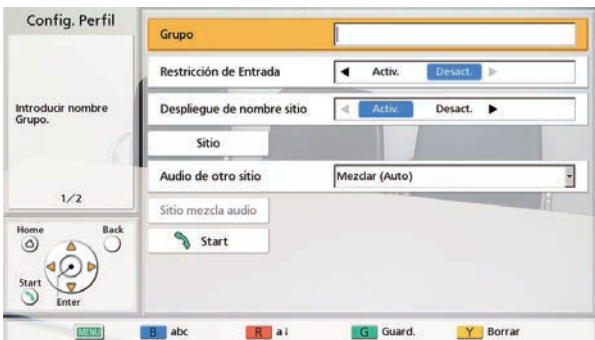 Config. Perfil
Introducir nombre
Grupo.
1/2
Home
Back
Start
Enter
Grupo
Restricción de Entrada
Activ.
Desact.
Despliegue de nombre sitio
Activ.
Desact.
Sitio
Audio de otro sitio
Mezclar (Auto)
Sitio mezcla audio
Start
MENU
B abc
R a↓
G Guard.
Y Borrar